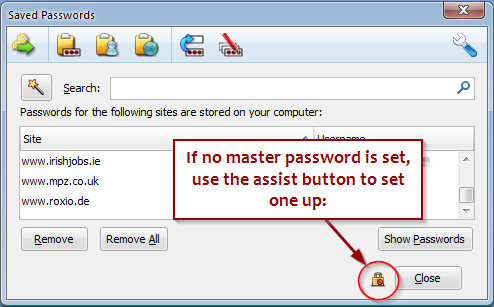 Saved Passwords
Search:
Passwords for the following sites are stored on your computer:
Site
Username
www.irishjobs.ie
www.mpz.co.uk
www.roxio.de
If no master password is set,
use the assist button to set
one up:
Remove
Remove All
Show Passwords
Close